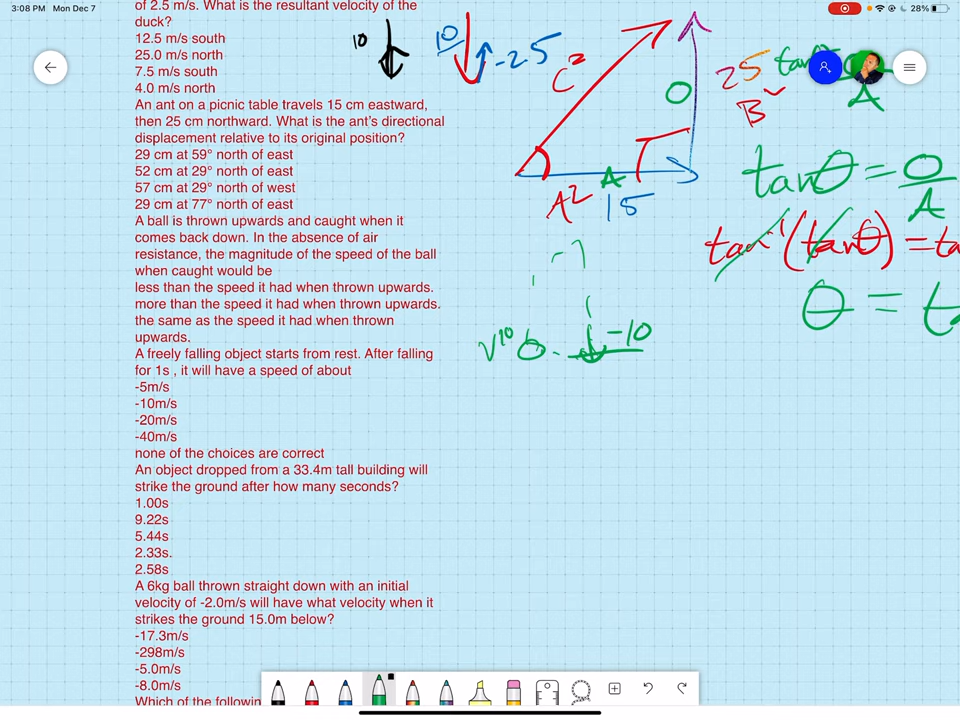 3:08 PM Mon Dec 7
28%
of 2.5 m/s. What is the resultant velocity of the
duck?
12.5 m/s south
25.0 m/s north
7.5 m/s south
4.0 m/s north
An ant on a picnic table travels 15 cm eastward,
then 25 cm northward. What is the ant's directional
displacement relative to its original position?
29 cm at 59° north of east
52 cm at 29° north of east
57 cm at 29° north of west
29 cm at 77° north of east
A ball is thrown upwards and caught when it
comes back down. In the absence of air
resistance, the magnitude of the speed of the ball
when caught would be
less than the speed it had when thrown upwards.
more than the speed it had when thrown upwards.
the same as the speed it had when thrown
upwards.
A freely falling object starts from rest. After falling
for 1s , it will have a speed of about
-5m/s
-10m/s
-20m/s
-40m/s
none of the choices are correct
An object dropped from a 33.4m tall building will
strike the ground after how many seconds?
1.00s
9.22s
5.44s
2.33s.
2.58s
A 6kg ball thrown straight down with an initial
velocity of -2.0m/s will have what velocity when it
strikes the ground 15.0m below?
-17.3m/s
-298m/s
-5.0m/s
-8.0m/s
Which of the followin
10
10
-2.5
C²
O
A
A²
15
25
B²
tanθ
A
tanθ = O/A
tan⁻¹(tanθ) = ta
θ = t
-10